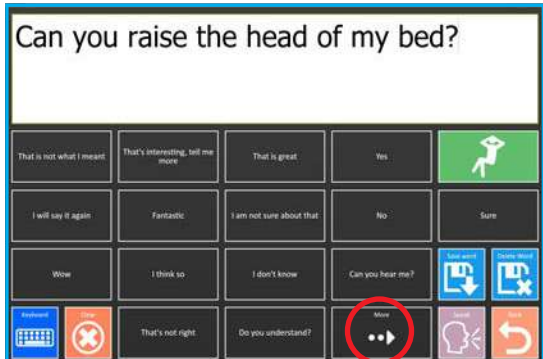 Can you raise the head of my bed?
That is not what I meant
That's interesting, tell me
more
That is great
Yes
I will say it again
Fantastic
I am not sure about that
No
Sure
Wow
I think so
I don't know
Can you hear me?
Save word
Delete Word
Keyboard
Clear
That's not right
Do you understand?
More
Speak
Back